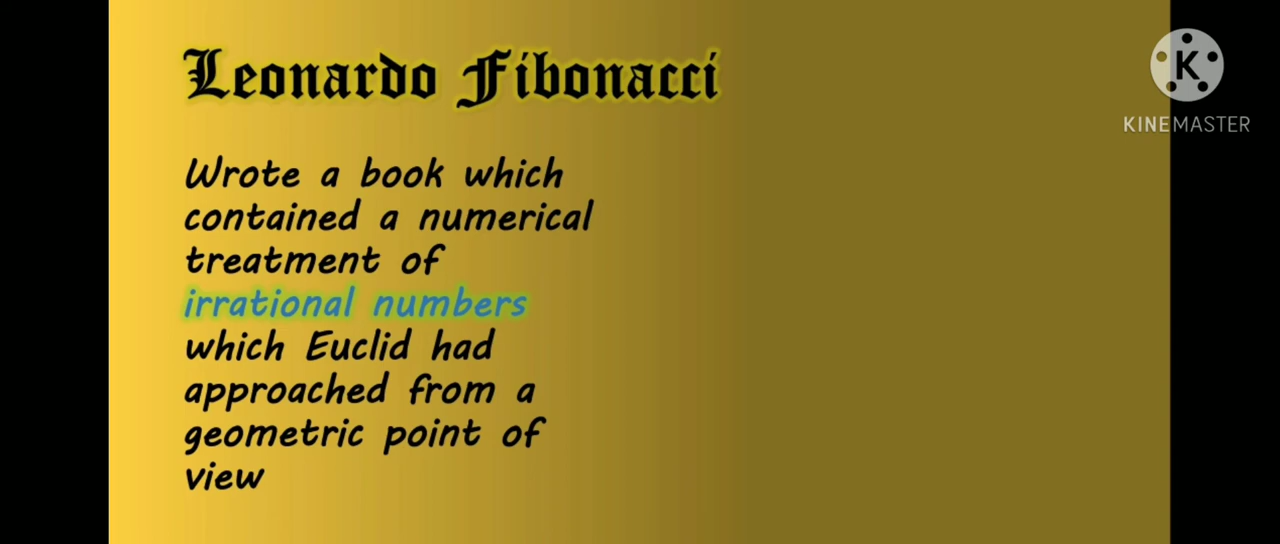 Leonardo Fibonacci
Wrote a book which
contained a numerical
treatment of
irrational numbers
which Euclid had
approached from a
geometric point of
view
K
KINEMASTER